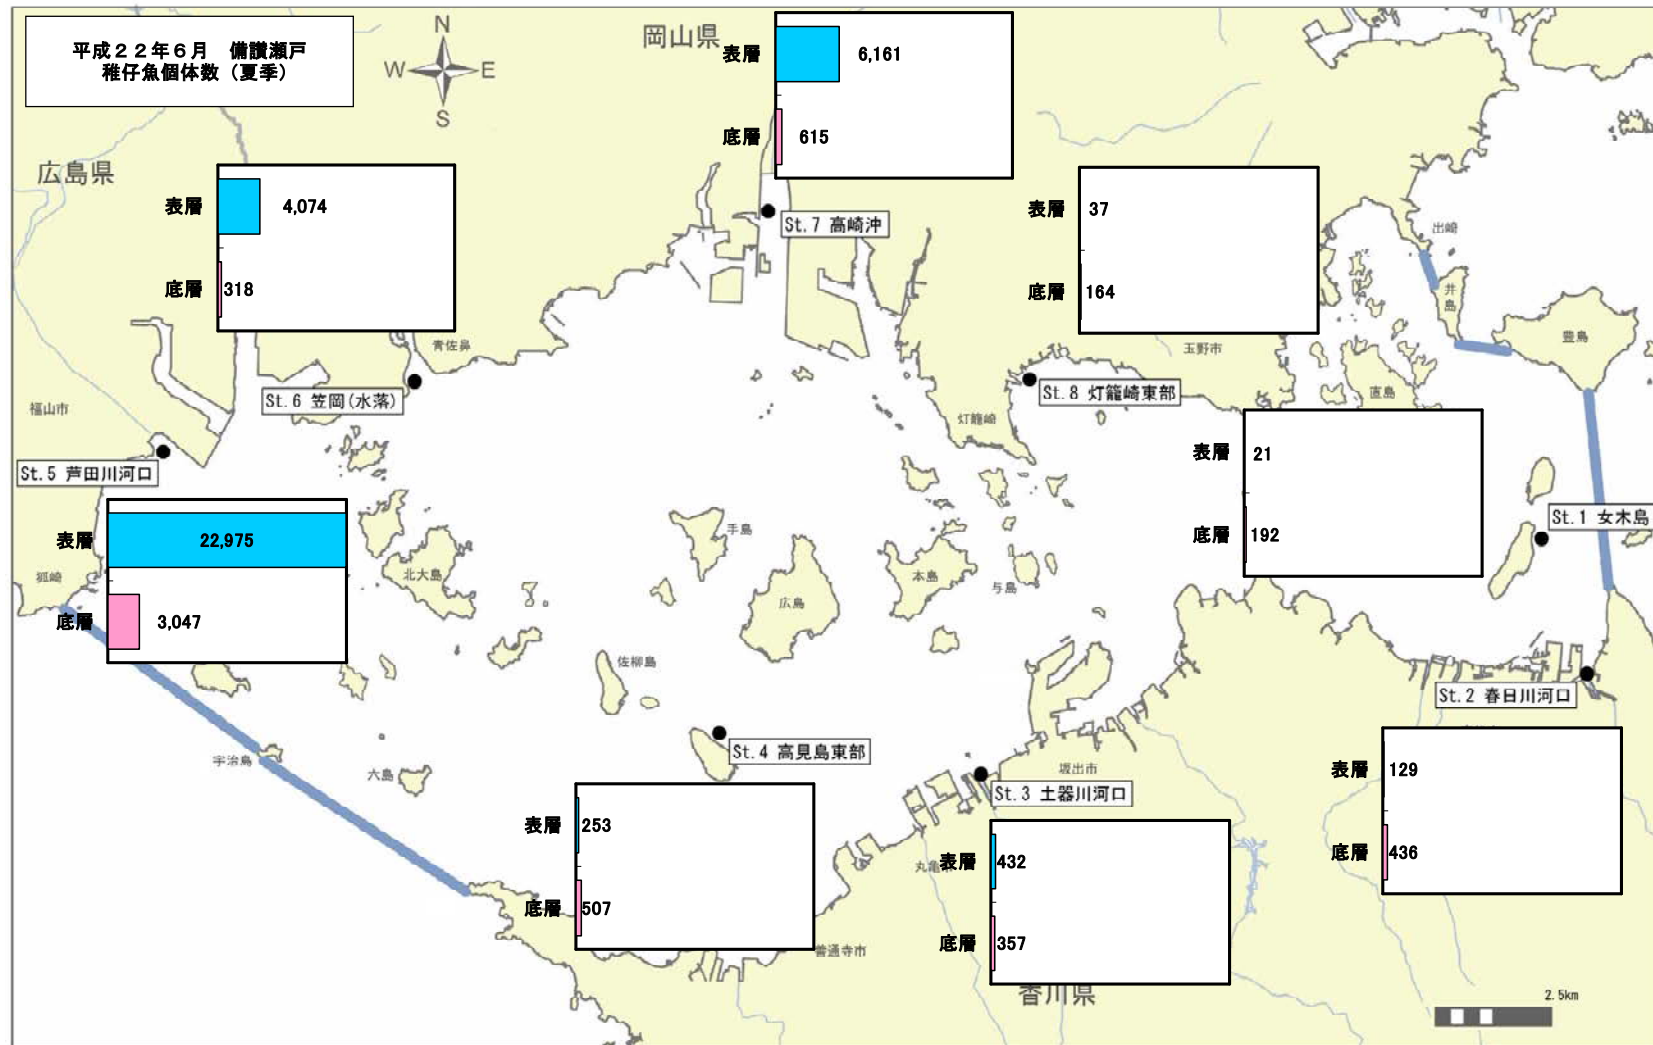 平成２２年６月　備讃瀬戸
稚仔魚個体数（夏季）
N
W
E
S
岡山県
表層
6,161
底層
615
広島県
表層
4,074
底層
318
St.7 高崎沖
表層
37
底層
164
出崎
井島
豊島
青佐鼻
玉野市
St.6 笠岡(水落)
St.8 灯籠崎東部
直島
福山市
灯籠崎
St.5 芦田川河口
表層
21
底層
192
St.1 女木島
表層
22,975
底層
3,047
狐崎
手島
北大島
本島
与島
広島
佐柳島
St.2 春日川河口
宇治島
六島
St.4 高見島東部
坂出市
St.3 土器川河口
表層
129
底層
436
表層
253
底層
507
丸亀市
表層
432
底層
357
善通寺市
香川県
2.5km